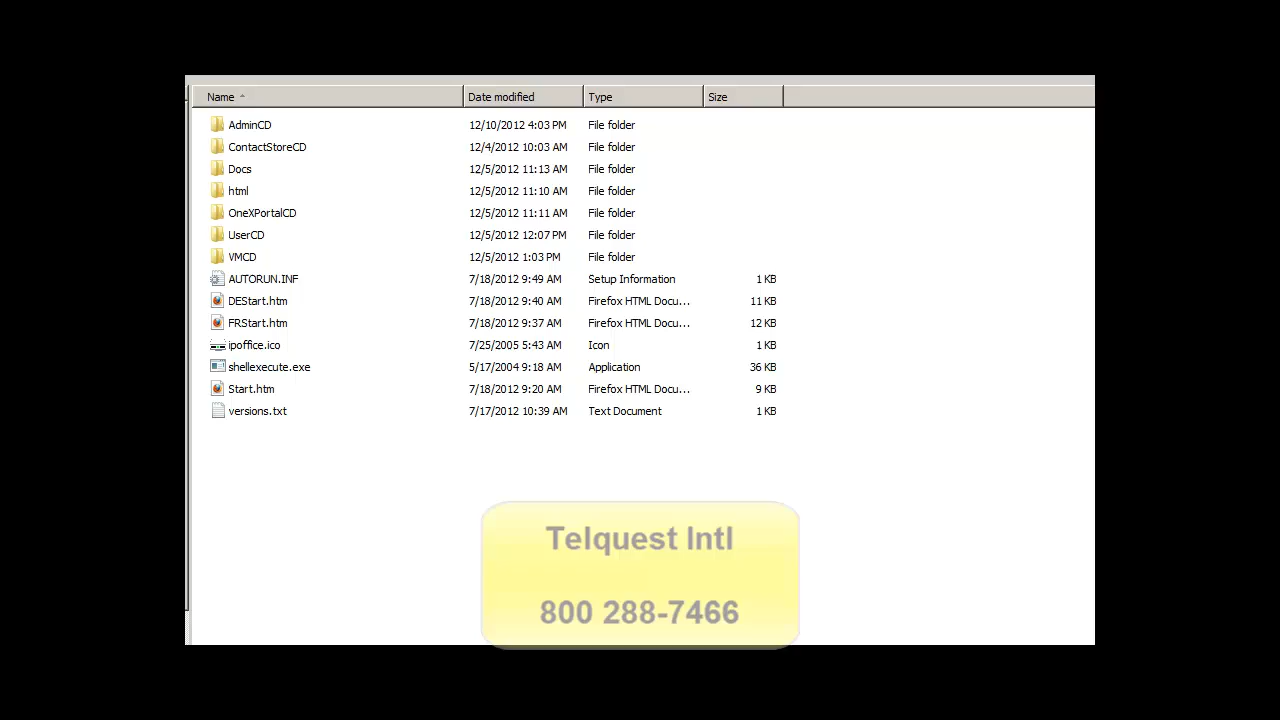 Name Date modified Type Size
AdminCD 12/10/2012 4:03 PM File folder
ContactStoreCD 12/4/2012 10:03 AM File folder
Docs 12/5/2012 11:13 AM File folder
html 12/5/2012 11:10 AM File folder
OneXPortalCD 12/5/2012 11:11 AM File folder
UserCD 12/5/2012 12:07 PM File folder
VMCD 12/5/2012 1:03 PM File folder
AUTORUN.INF 7/18/2012 9:49 AM Setup Information 1 KB
DEStart.htm 7/18/2012 9:40 AM Firefox HTML Docu... 11 KB
FRStart.htm 7/18/2012 9:37 AM Firefox HTML Docu... 12 KB
ipoffice.ico 7/25/2005 5:43 AM Icon 1 KB
shellexecute.exe 5/17/2004 9:18 AM Application 36 KB
Start.htm 7/18/2012 9:20 AM Firefox HTML Docu... 9 KB
versions.txt 7/17/2012 10:39 AM Text Document 1 KB
Telquest Intl
800 288-7466